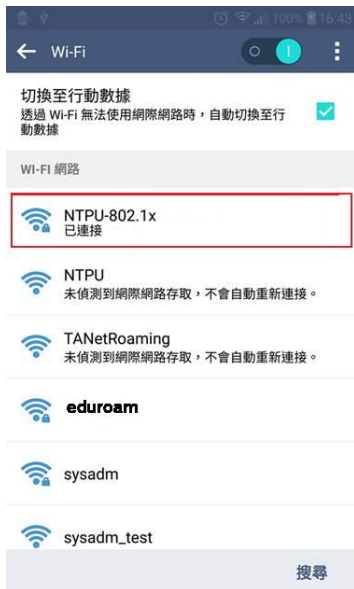 100% 16:43
Wi-Fi
切換至行動數據
透過 Wi-Fi 無法使用網際網路時，自動切換至行
動數據
WI-FI 網路
NTPU-802.1x
已連接
NTPU
未偵測到網際網路存取，不會自動重新連接。
TANetRoaming
未偵測到網際網路存取，不會自動重新連接。
eduroam
sysadm
sysadm_test
搜尋